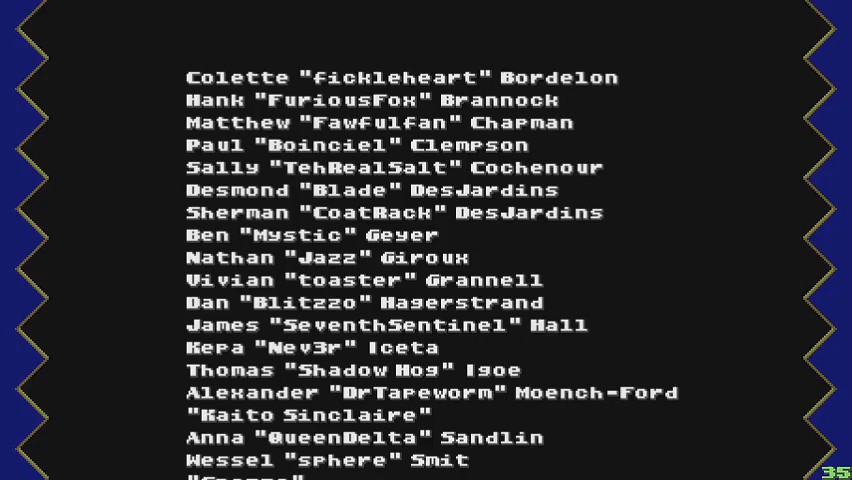 Colette "fickleheart" Bordelon
Hank "FuriousFox" Brannock
Matthew "Fawfulfan" Chapman
Paul "Boinciel" Clempson
Sally "TehRealSalt" Cochenour
Desmond "Blade" DesJardins
Sherman "CoatRack" DesJardins
Ben "Mystic" Geyer
Nathan "Jazz" Giroux
Vivian "toaster" Grannell
Dan "Blitzzo" Hagerstrand
James "SeventhSentinel" Hall
Kepa "Nev3r" Iceta
Thomas "Shadow Hog" Igoe
Alexander "DrTapeworm" Moench-Ford
"Kaito Sinclaire"
Anna "QueenDelta" Sandlin
Wessel "sphere" Smit
35